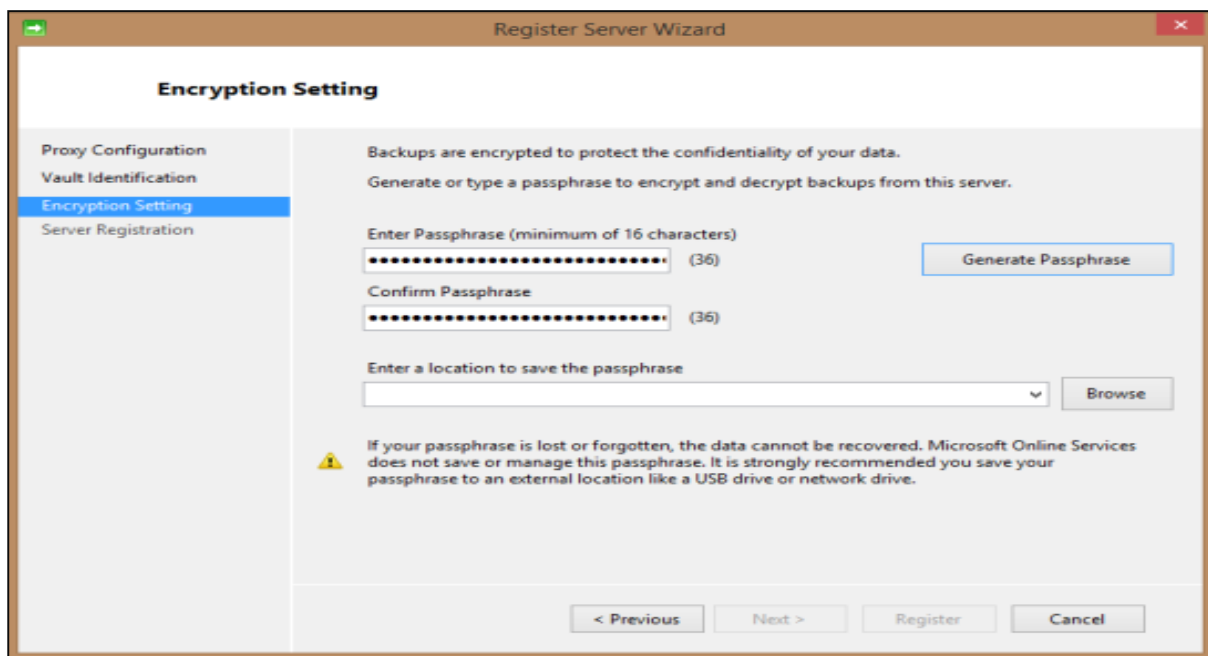 Register Server Wizard
Encryption Setting
Proxy Configuration
Vault Identification
Encryption Setting
Server Registration
Backups are encrypted to protect the confidentiality of your data.
Generate or type a passphrase to encrypt and decrypt backups from this server.
Enter Passphrase (minimum of 16 characters)
(36)
Generate Passphrase
Confirm Passphrase
(36)
Enter a location to save the passphrase
Browse
If your passphrase is lost or forgotten, the data cannot be recovered. Microsoft Online Services
does not save or manage this passphrase. It is strongly recommended you save your
passphrase to an external location like a USB drive or network drive.
< Previous
Next >
Register
Cancel